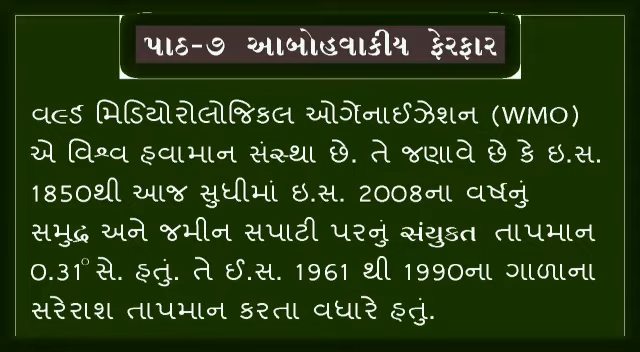 પાઠ-૭ આબોહવાકીય ફેરફાર
વર્લ્ડ મિડિયોરોલોજિકલ ઓર્ગેનાઈઝેશન (WMO)
એ વિશ્વ હવામાન સંસ્થા છે. તે જણાવે છે કે ઇ.સ.
1850થી આજ સુધીમાં ઇ.સ. 2008ના વર્ષનું
સમુદ્ર અને જમીન સપાટી પરનું સંયુકત તાપમાન
0.31° સે. હતું. તે ઈ.સ. 1961 થી 1990ના ગાળાના
સરેરાશ તાપમાન કરતા વધારે હતું.